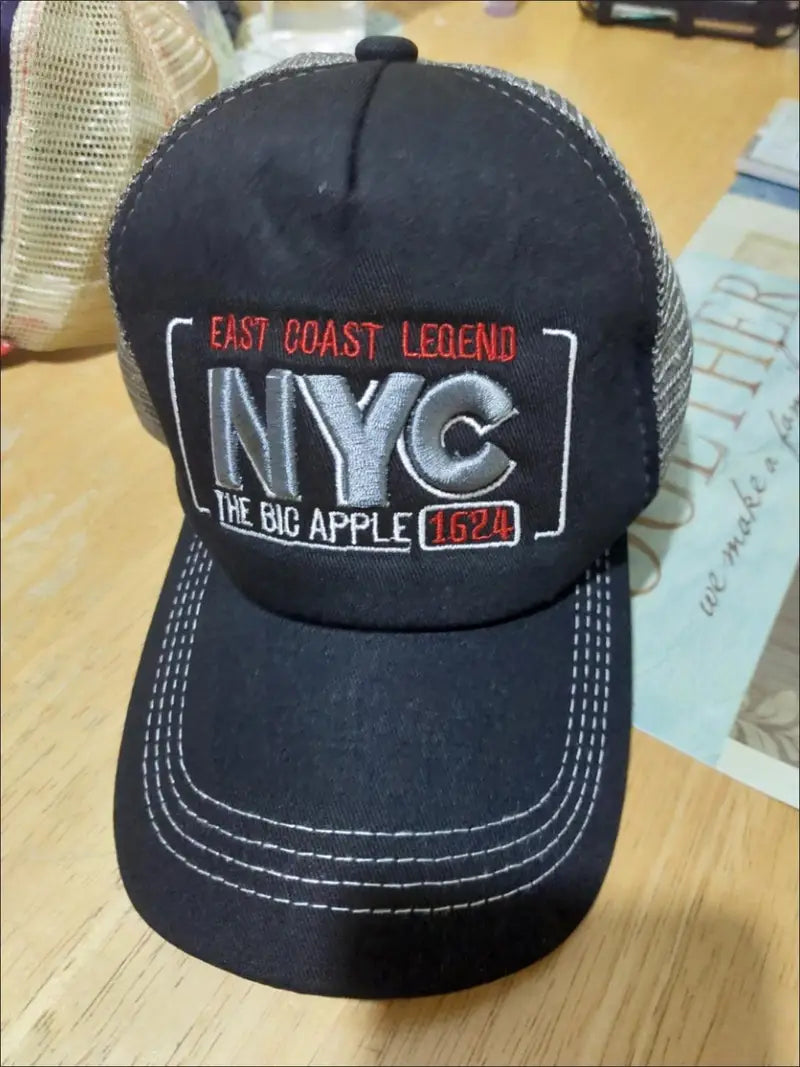 EAST COAST LEGEND
NYC
THE BIG APPLE 1624
we make a